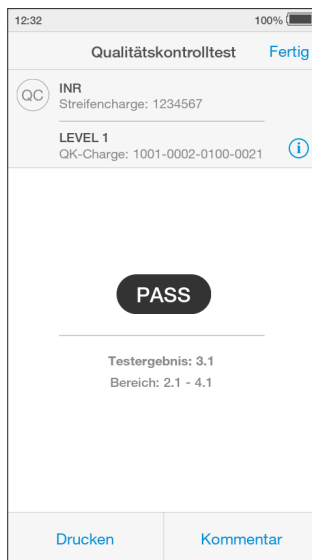 12:32 100%
Qualitätskontrolltest Fertig
QC INR
Streifencharge: 1234567
LEVEL 1
QK-Charge: 1001-0002-0100-0021 i
PASS
Testergebnis: 3.1
Bereich: 2.1 - 4.1
Drucken Kommentar